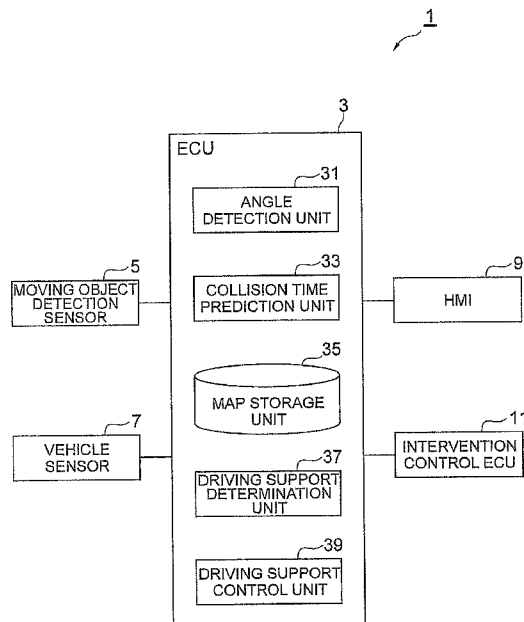 1
3
ECU
31
ANGLE
DETECTION UNIT
5
MOVING OBJECT
DETECTION
SENSOR
33
COLLISION TIME
PREDICTION UNIT
9
HMI
35
MAP STORAGE
UNIT
7
VEHICLE
SENSOR
11
INTERVENTION
CONTROL ECU
37
DRIVING SUPPORT
DETERMINATION
UNIT
39
DRIVING SUPPORT
CONTROL UNIT